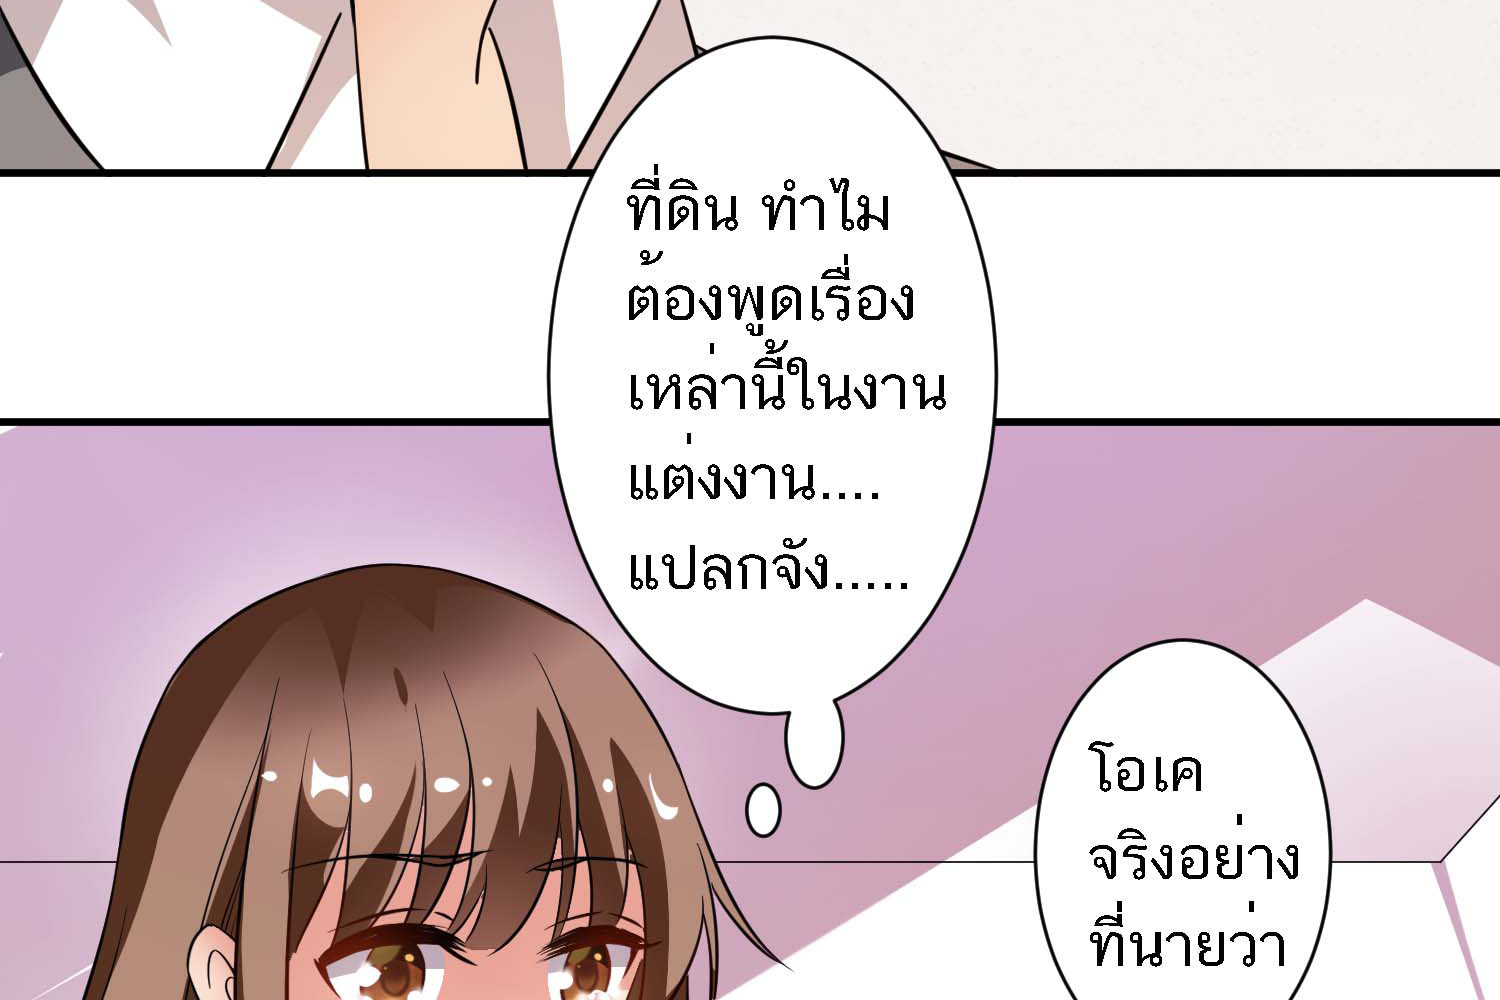 ที่ดิน ทำไม
ต้องพูดเรื่อง
เหล่านี้ในงาน
แต่งงาน....
แปลกจัง.....
โอเค
จริงอย่าง
ที่นายว่า